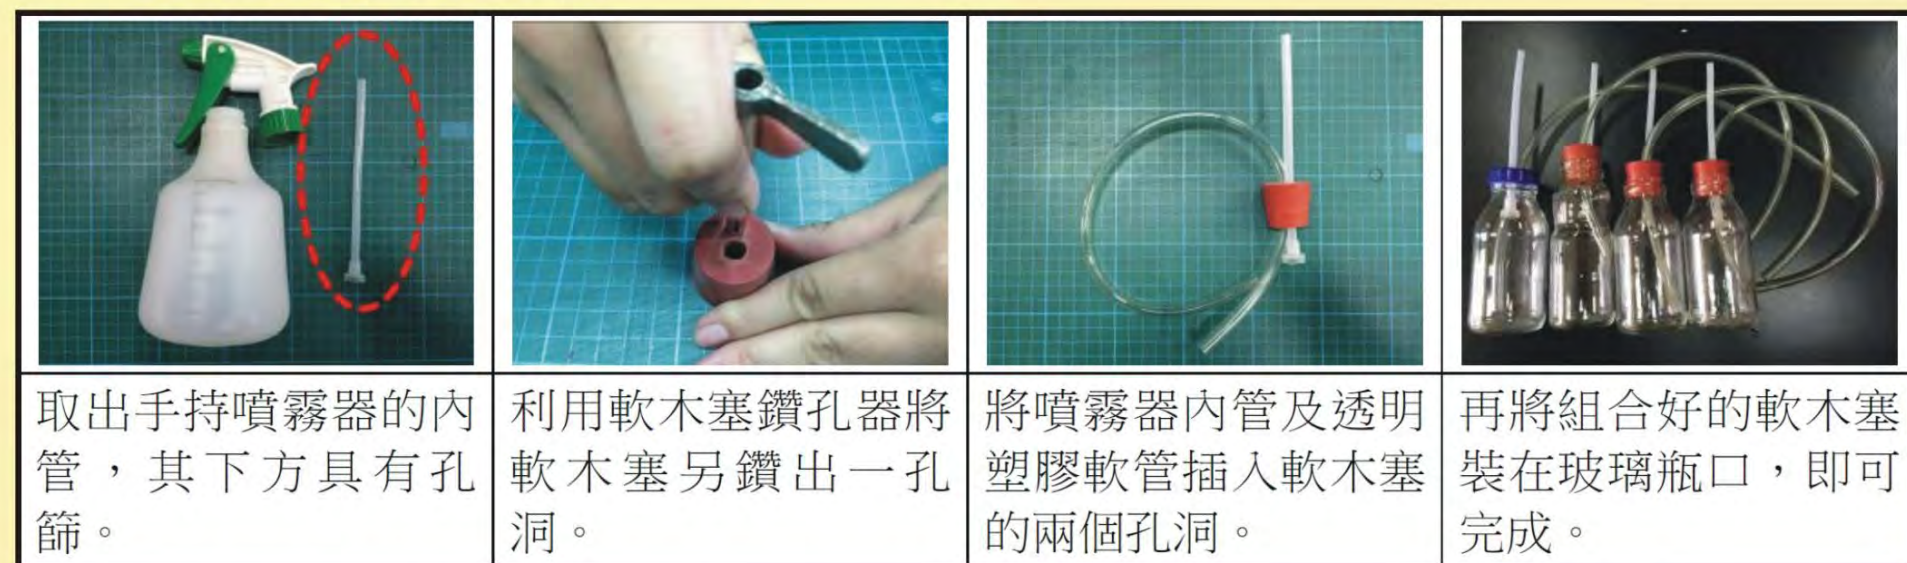 取出手持噴霧器的內
管，其下方具有孔
篩。
利用軟木塞鑽孔器將
軟木塞另鑽出一孔
洞。
將噴霧器內管及透明
塑膠軟管插入軟木塞
的兩個孔洞。
再將組合好的軟木塞
裝在玻璃瓶口，即可
完成。